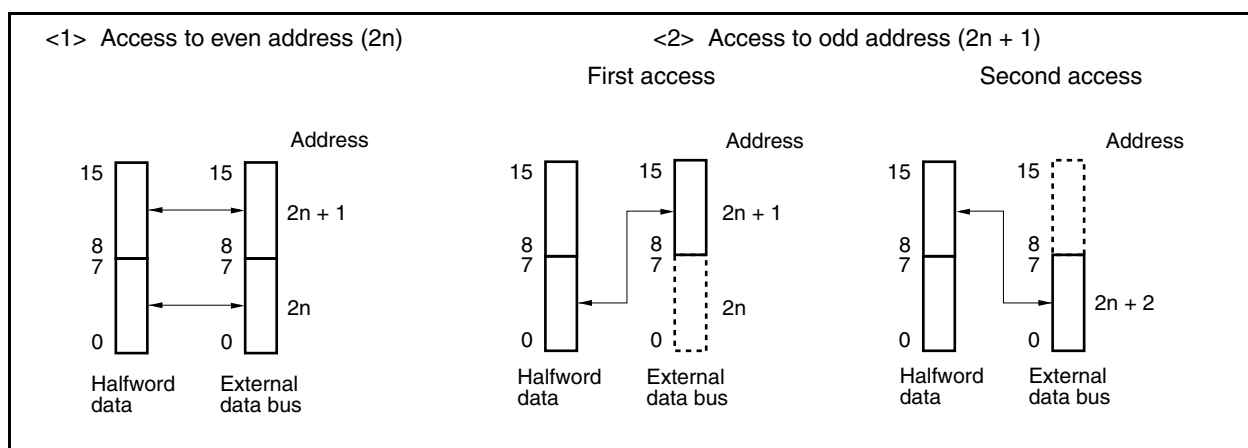 <1> Access to even address (2n)
<2> Access to odd address (2n + 1)
First access
Second access
Address
15
15
2n + 1
8
8
7
7
2n
0
0
Halfword
data
External
data bus
Address
15
15
2n + 1
8
8
7
7
2n
0
0
Halfword
data
External
data bus
Address
15
15
8
8
7
7
2n + 2
0
0
Halfword
data
External
data bus